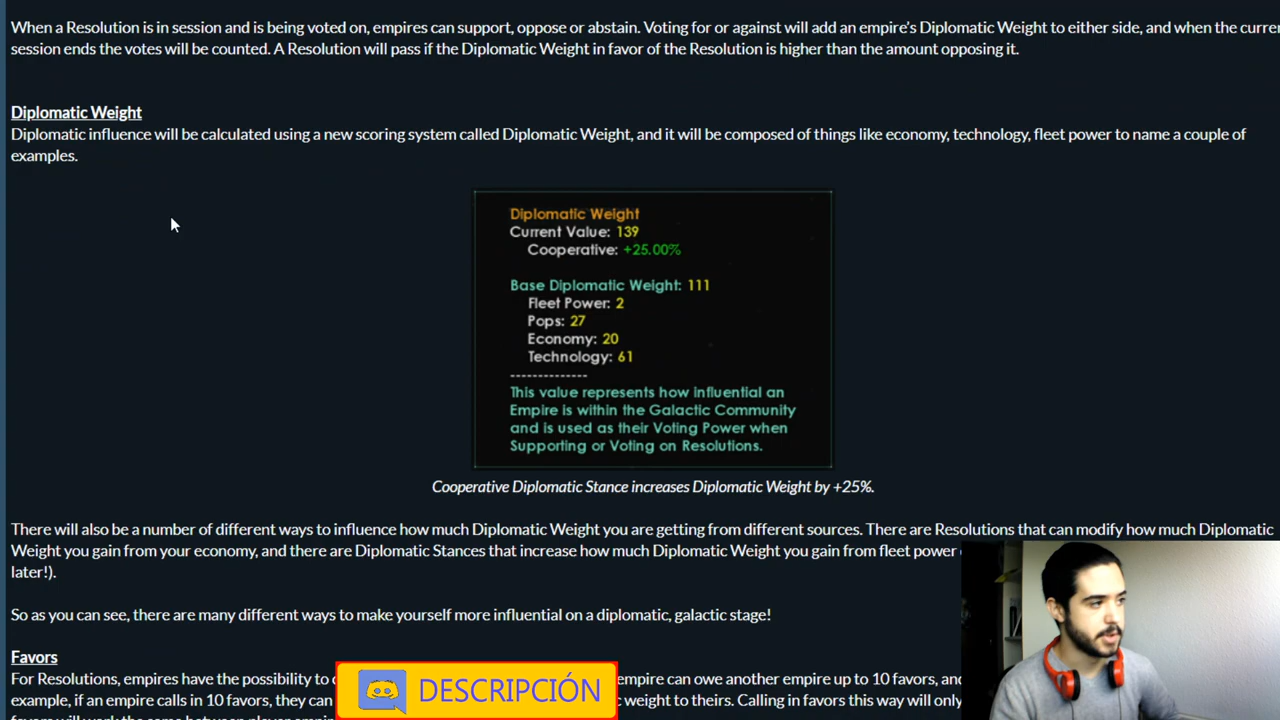 When a Resolution is in session and is being voted on, empires can support, oppose or abstain. Voting for or against will add an empire's Diplomatic Weight to either side, and when the
session ends the votes will be counted. A Resolution will pass if the Diplomatic Weight in favor of the Resolution is higher than the amount opposing it.
Diplomatic Weight
Diplomatic influence will be calculated using a new scoring system called Diplomatic Weight, and it will be composed of things like economy, technology, fleet power to name a couple of
examples.
Diplomatic Weight
Current Value: 139
Cooperative: +25.00%
Base Diplomatic Weight: 111
Fleet Power: 2
Pops: 27
Economy: 20
Technology: 61
--------------
This value represents how influential an
Empire is within the Galactic Community
and is used as their Voting Power when
Supporting or Voting on Resolutions.
Cooperative Diplomatic Stance increases Diplomatic Weight by +25%.
There will also be a number of different ways to influence how much Diplomatic Weight you are getting from different sources. There are Resolutions that can modify how much Diplomatic
Weight you gain from your economy, and there are Diplomatic Stances that increase how much Diplomatic Weight you gain from fleet power
later!).
So as you can see, there are many different ways to make yourself more influential on a diplomatic, galactic stage!
Favors
For Resolutions, empires have the possibility to empire can owe another empire up to 10 favors, and
example, if an empire calls in 10 favors, they can weight to theirs. Calling in favors this way will only
DESCRIPCIÓN